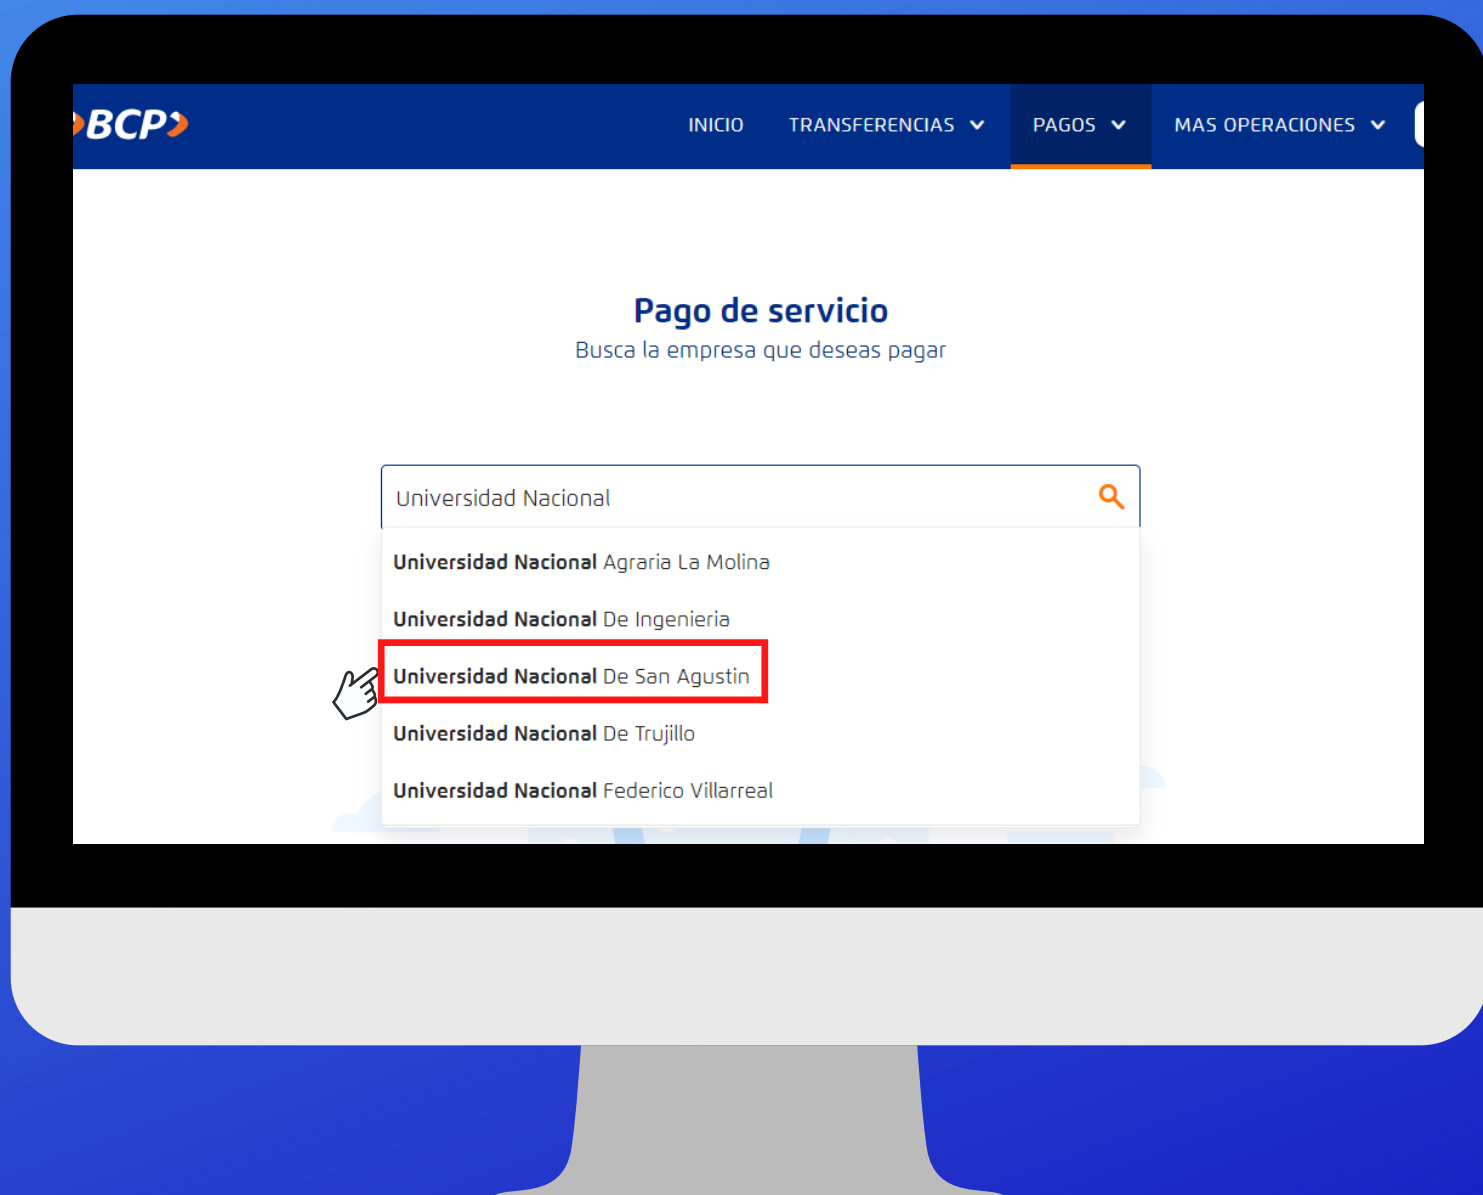 BCP
INICIO TRANSFERENCIAS PAGOS MAS OPERACIONES
Pago de servicio
Busca la empresa que deseas pagar
Universidad Nacional
Universidad Nacional Agraria La Molina
Universidad Nacional De Ingenieria
Universidad Nacional De San Agustin
Universidad Nacional De Trujillo
Universidad Nacional Federico Villarreal